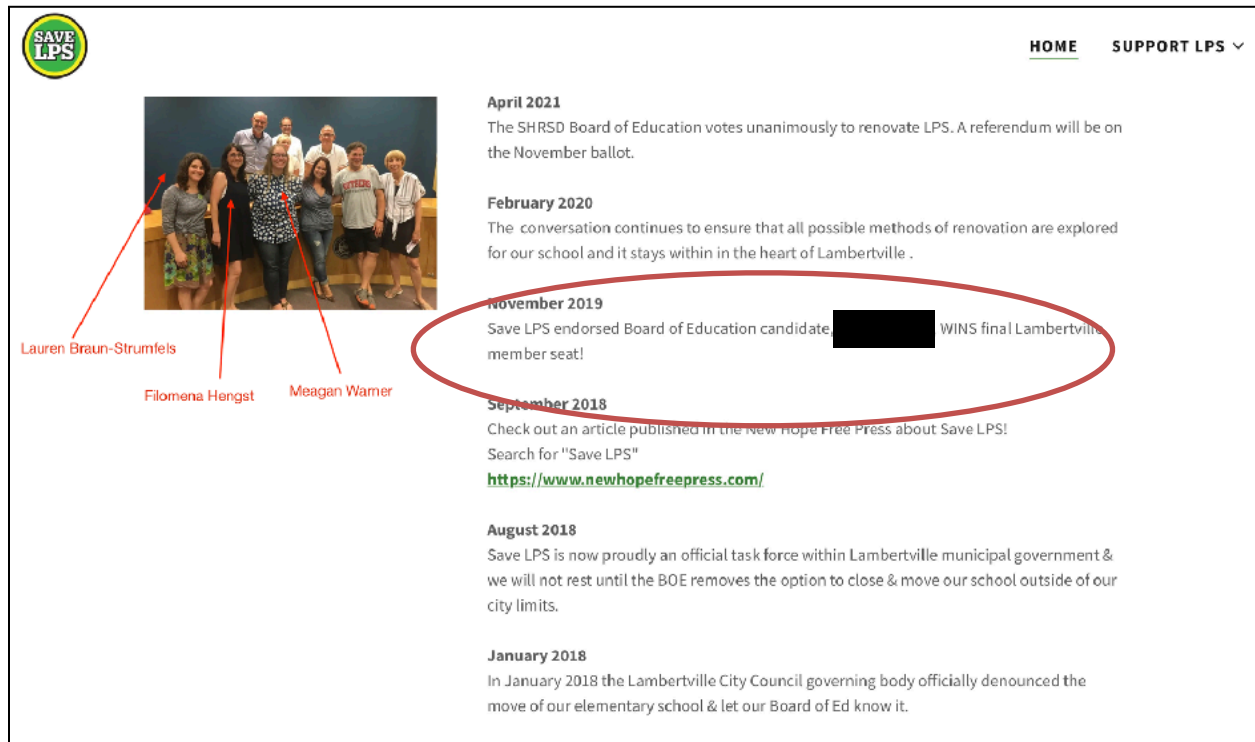 SAVE
LPS
HOME SUPPORT LPS
April 2021
The SHRSD Board of Education votes unanimously to renovate LPS. A referendum will be on
the November ballot.
February 2020
The conversation continues to ensure that all possible methods of renovation are explored
for our school and it stays within in the heart of Lambertville .
November 2019
Save LPS endorsed Board of Education candidate, WINS final Lambertville
member seat!
Lauren Braun-Strumfels
Filomena Hengst
Meagan Warner
September 2018
Check out an article published in the New Hope Free Press about Save LPS!
Search for "Save LPS"
https://www.newhopefreepress.com/
August 2018
Save LPS is now proudly an official task force within Lambertville municipal government &
we will not rest until the BOE removes the option to close & move our school outside of our
city limits.
January 2018
In January 2018 the Lambertville City Council governing body officially denounced the
move of our elementary school & let our Board of Ed know it.